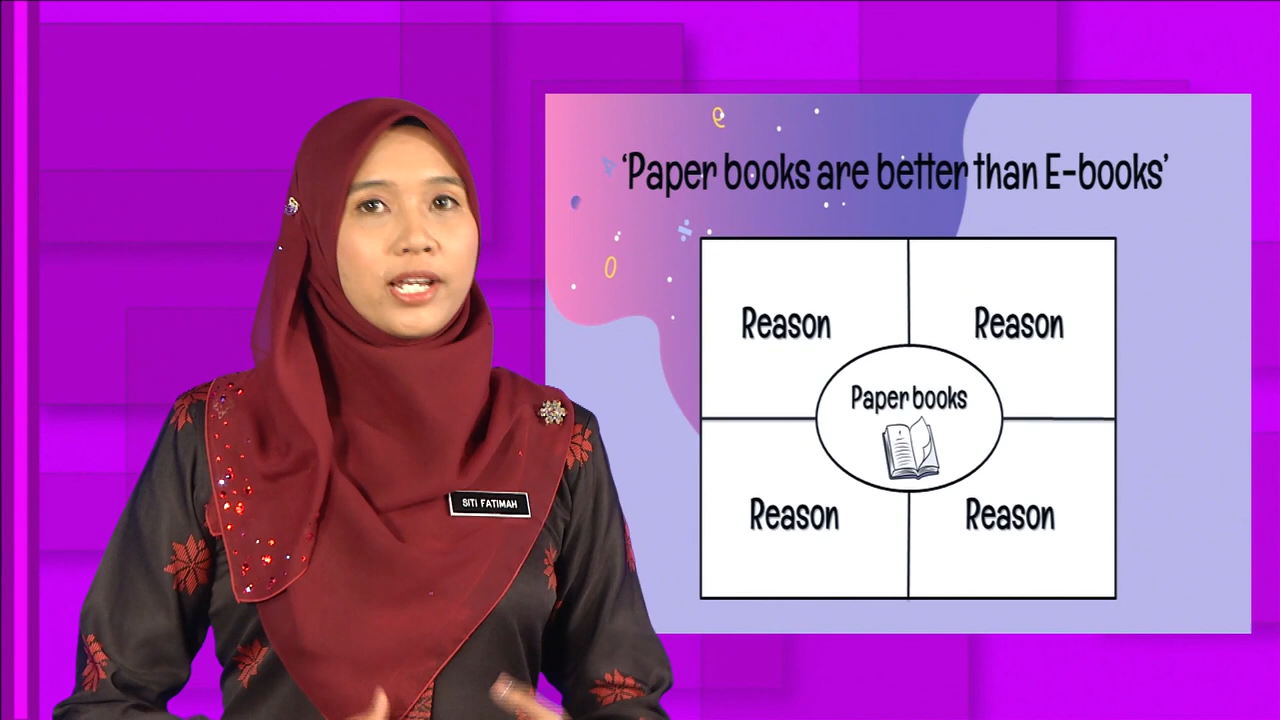 'Paper books are better than E-books'
Reason
Reason
Paper books
Reason
Reason
SITI FATIMAH